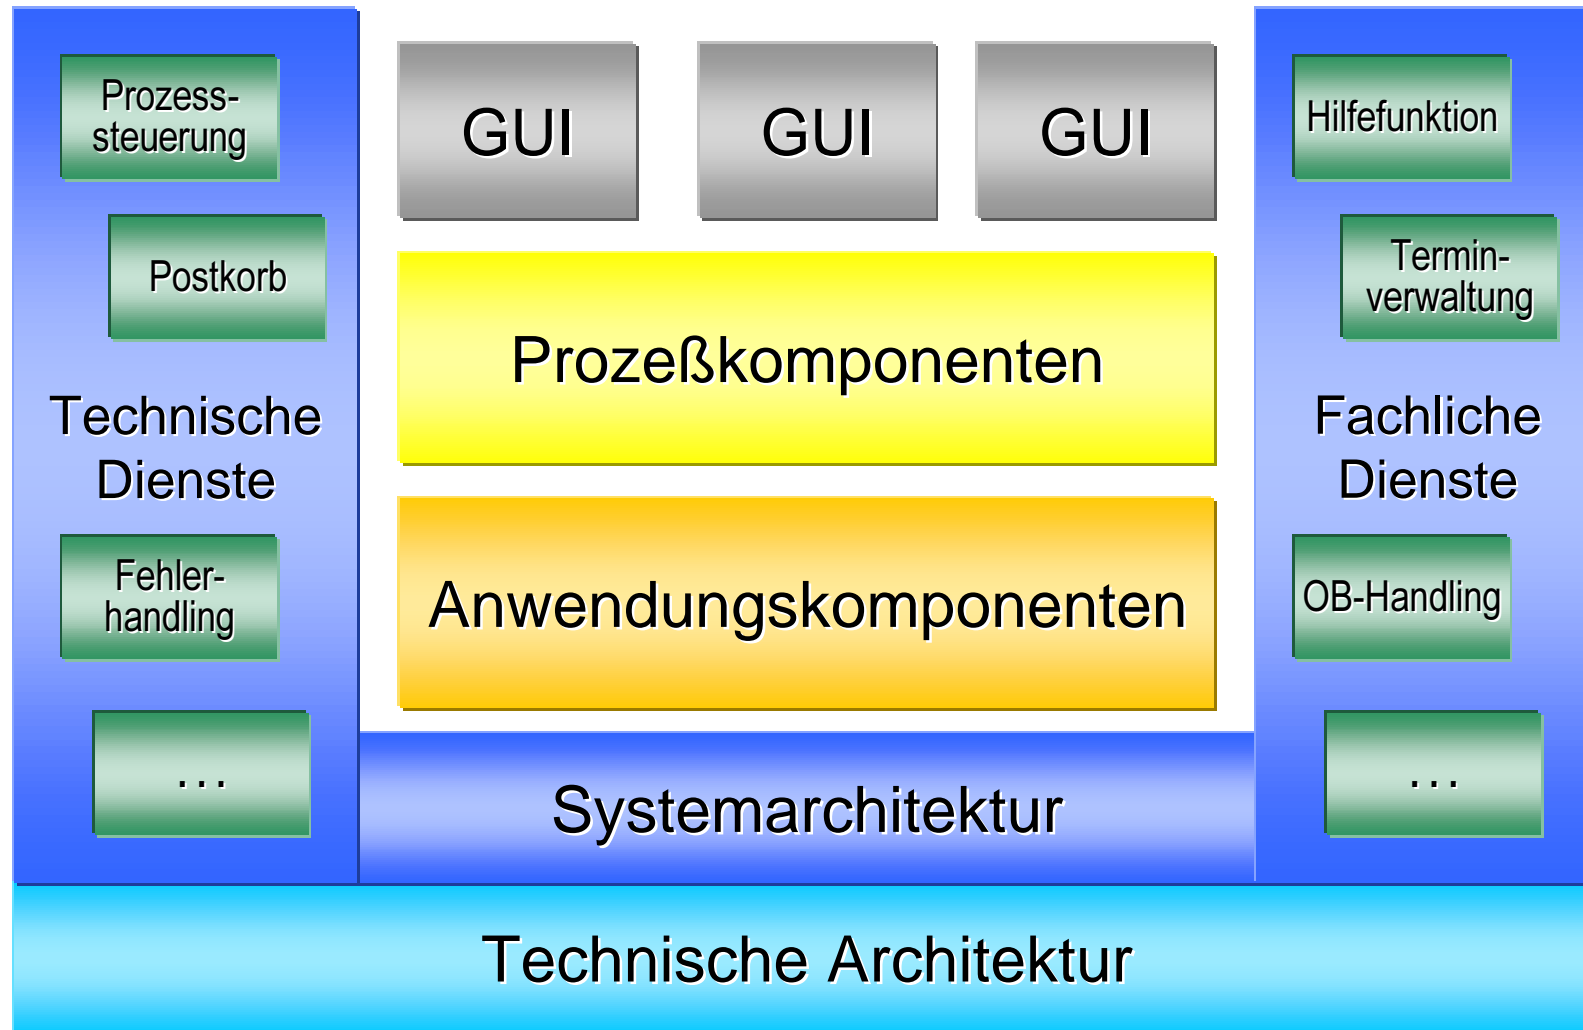 Prozess-
steuerung
Postkorb
Technische
Dienste
Fehler-
handling
...
GUI
GUI
GUI
Prozeßkomponenten
Anwendungskomponenten
Systemarchitektur
Hilfefunktion
Termin-
verwaltung
Fachliche
Dienste
OB-Handling
...
Technische Architektur